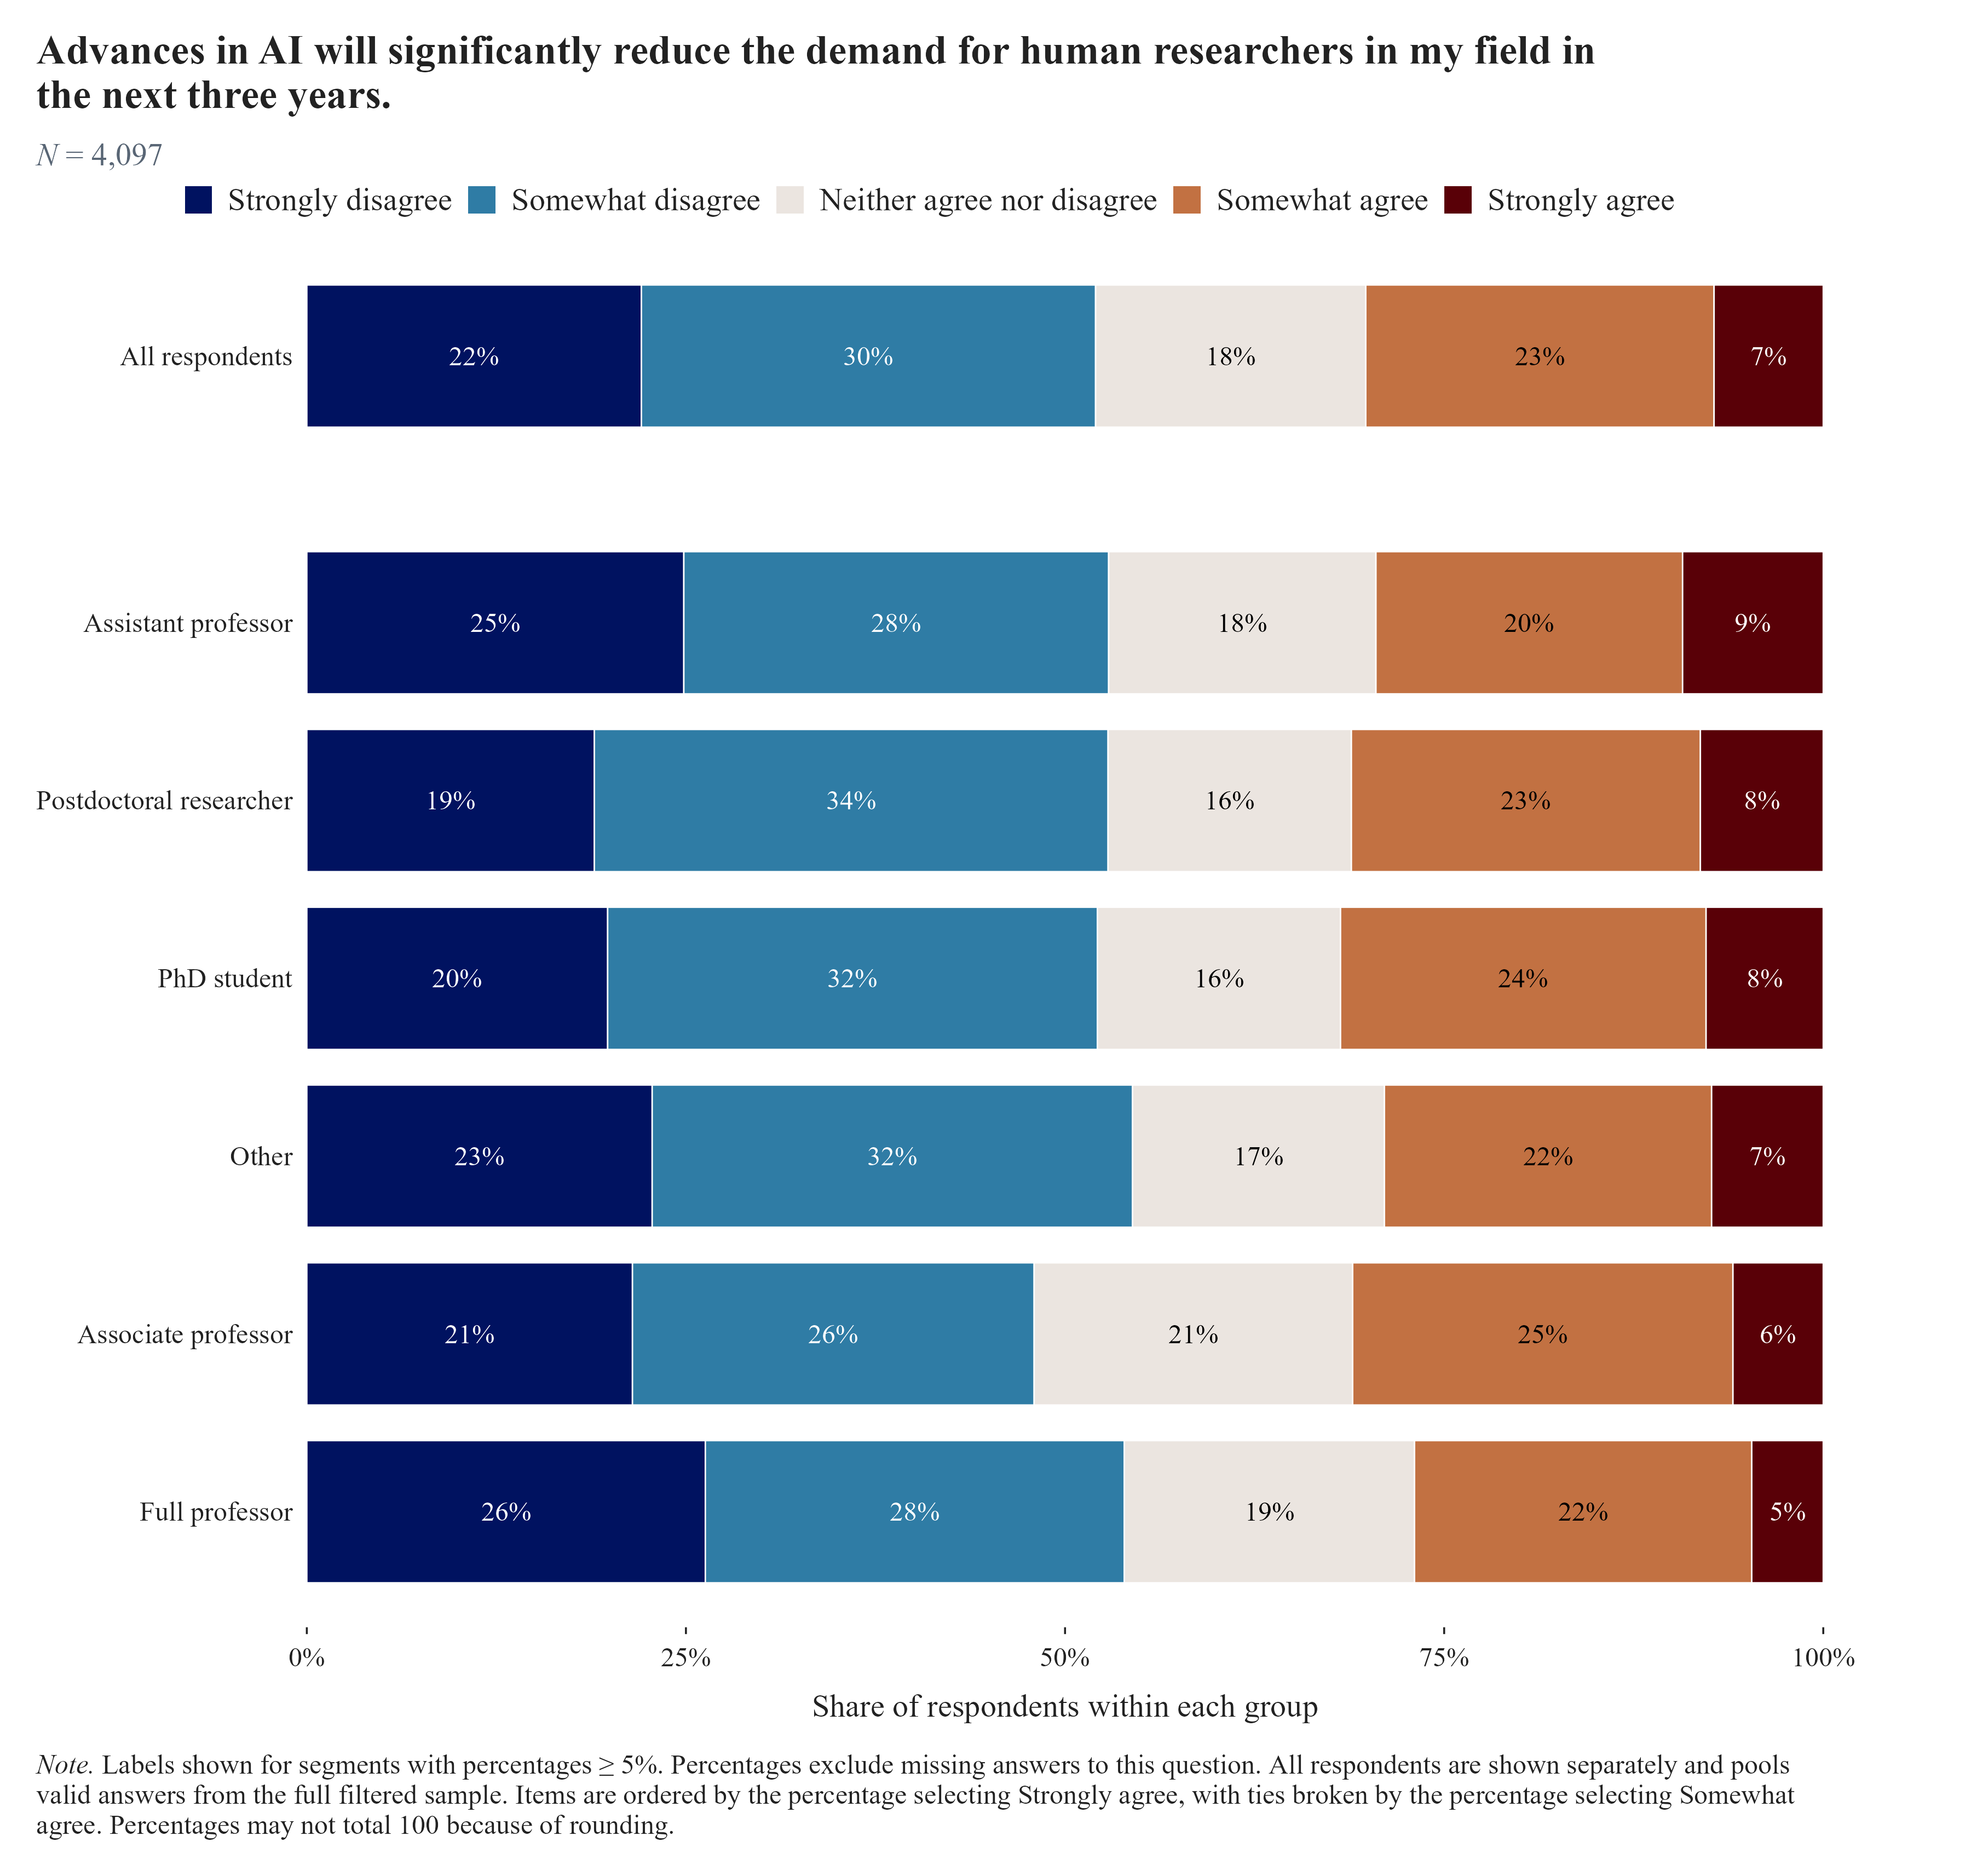 Advances in AI will significantly reduce the demand for human researchers in my field in
the next three years.
N = 4,097
Strongly disagree Somewhat disagree Neither agree nor disagree Somewhat agree Strongly agree
All respondents 22% 30% 18% 23% 7%
Assistant professor 25% 28% 18% 20% 9%
Postdoctoral researcher 19% 34% 16% 23% 8%
PhD student 20% 32% 16% 24% 8%
Other 23% 32% 17% 22% 7%
Associate professor 21% 26% 21% 25% 6%
Full professor 26% 28% 19% 22% 5%
0% 25% 50% 75% 100%
Share of respondents within each group
Note. Labels shown for segments with percentages ≥ 5%. Percentages exclude missing answers to this question. All respondents are shown separately and pools
valid answers from the full filtered sample. Items are ordered by the percentage selecting Strongly agree, with ties broken by the percentage selecting Somewhat
agree. Percentages may not total 100 because of rounding.